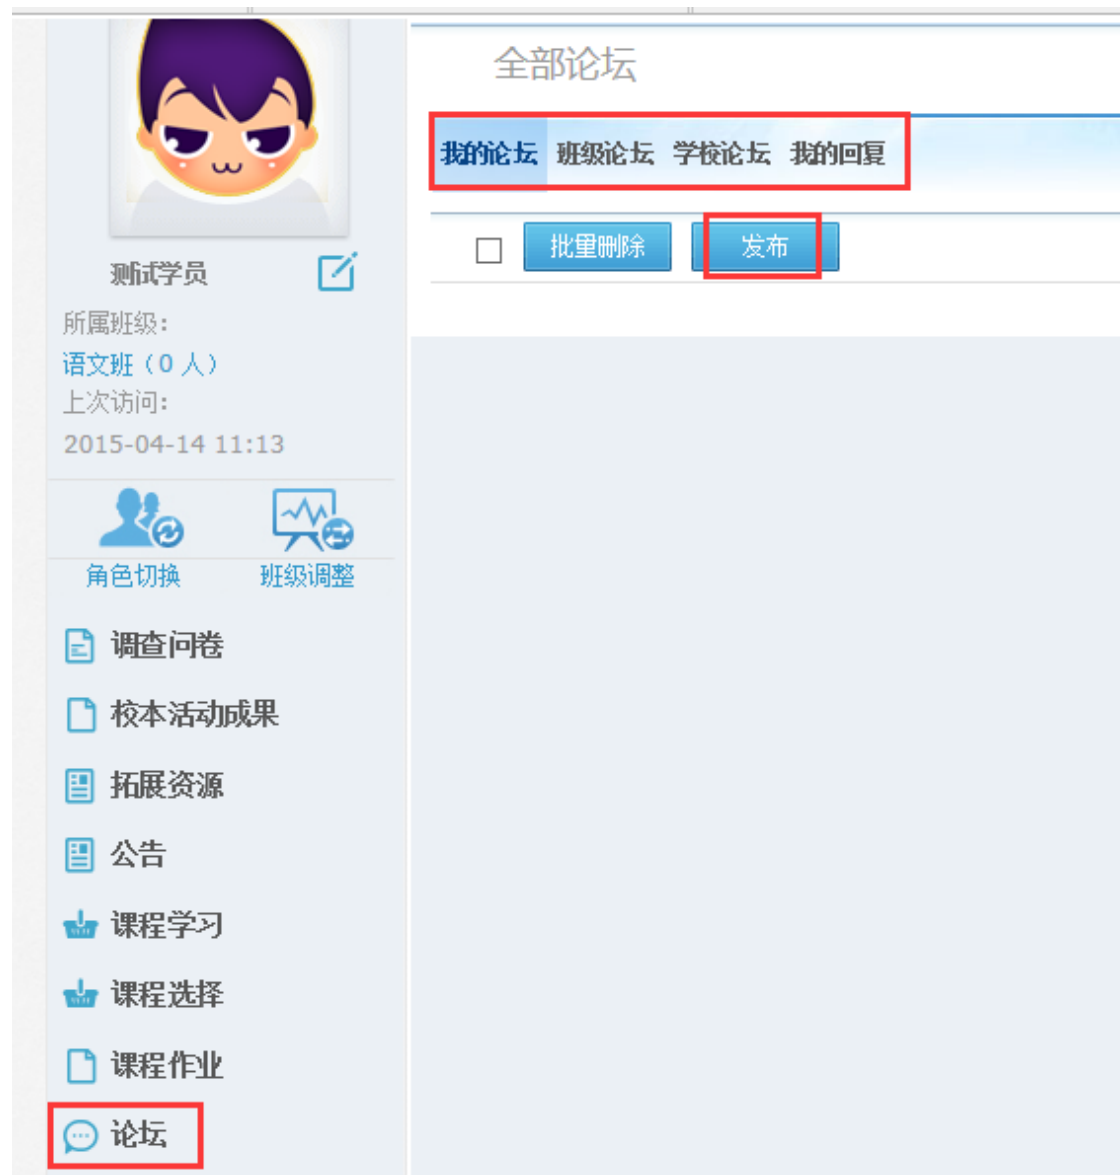 全部论坛
我的论坛 班级论坛 学校论坛 我的回复
批量删除 发布
测试学员
所属班级：
语文班（0 人）
上次访问：
2015-04-14 11:13
角色切换 班级调整
调查问卷
校本活动成果
拓展资源
公告
课程学习
课程选择
课程作业
论坛